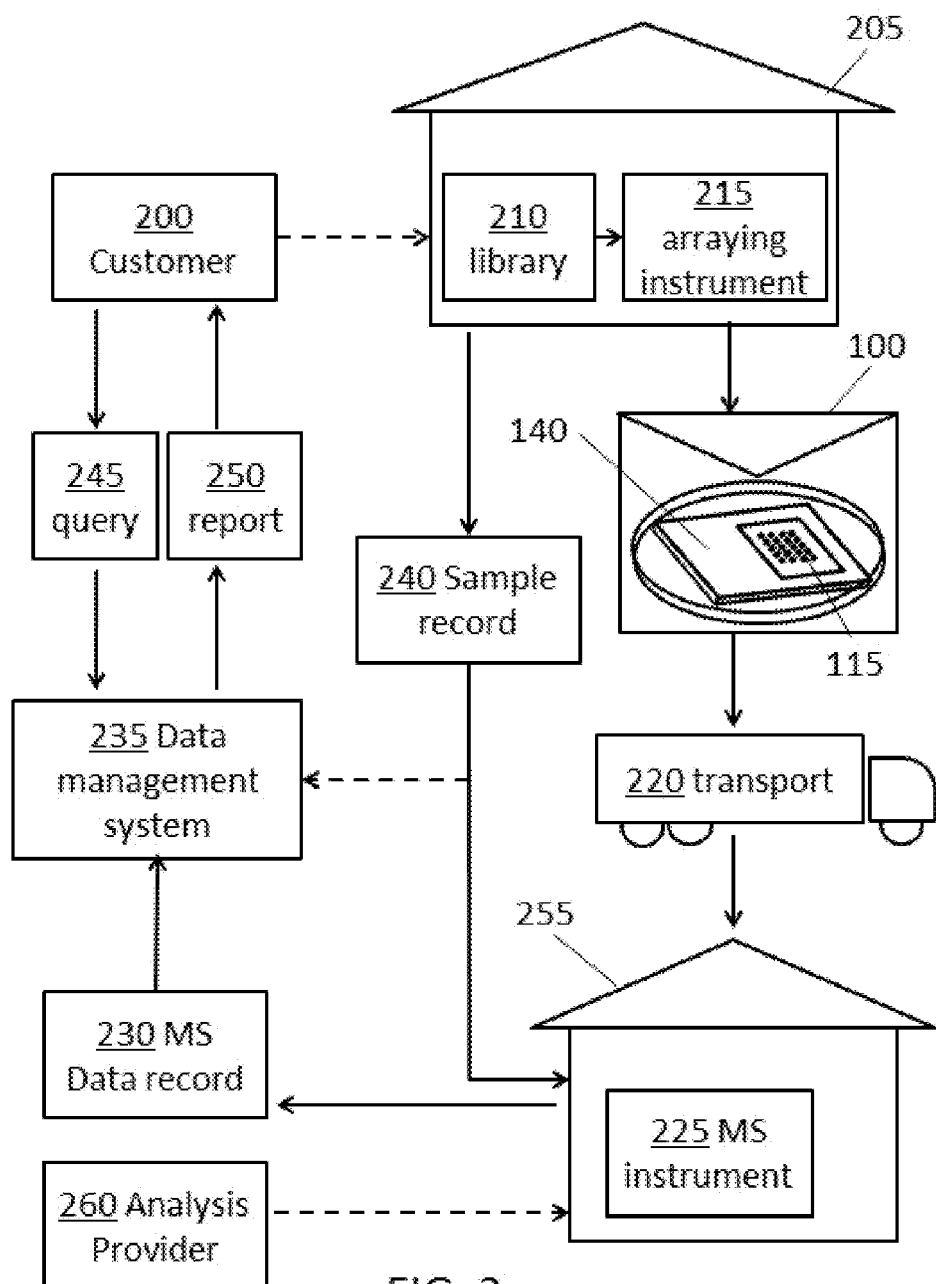 205
200
Customer
210
library
215
arraying
instrument
100
140
245
query
250
report
240 Sample
record
115
235 Data
management
system
220 transport
255
230 MS
Data record
225 MS
instrument
260 Analysis
Provider